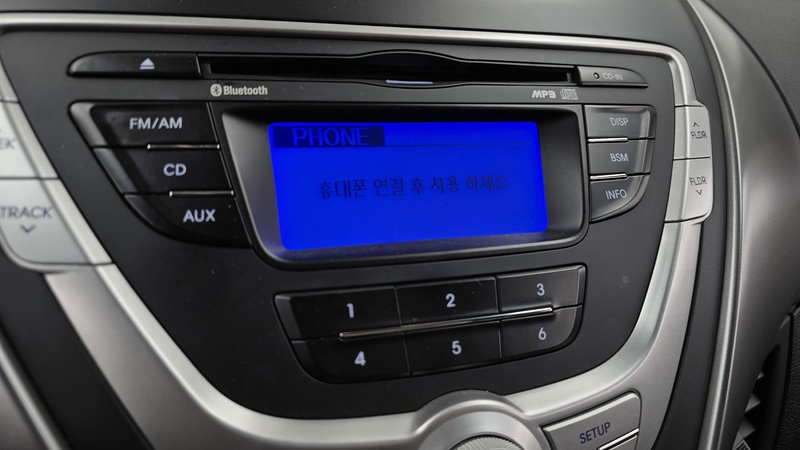 CD-IN
Bluetooth
MP3
FM/AM
PHONE
DISP
FLDR
CD
휴대폰 연결 후 사용 하세요
BSM
AUX
INFO
FLDR
TRACK
1
2
3
4
5
6
SETUP